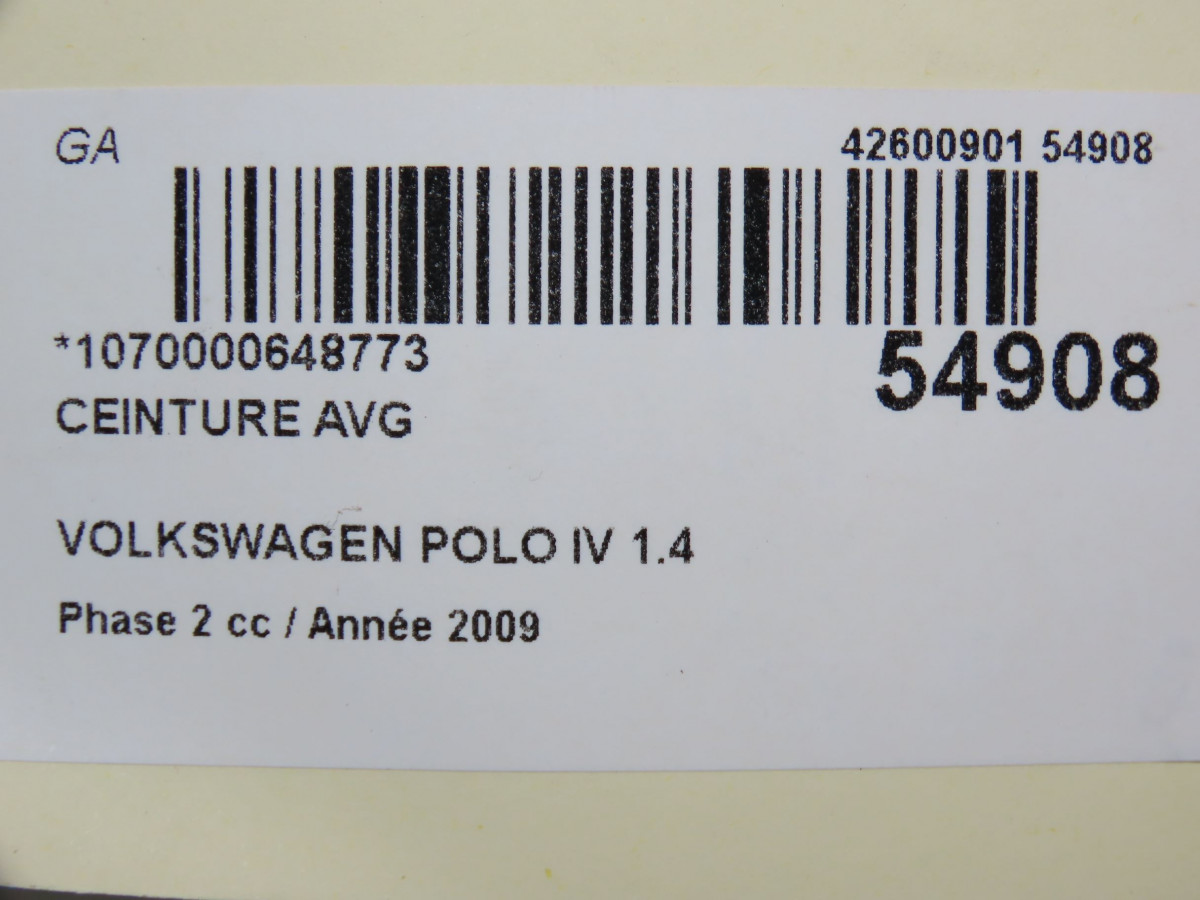 GA
42600901 54908
*1070000648773
54908
CEINTURE AVG
VOLKSWAGEN POLO IV 1.4
Phase 2 cc / Année 2009